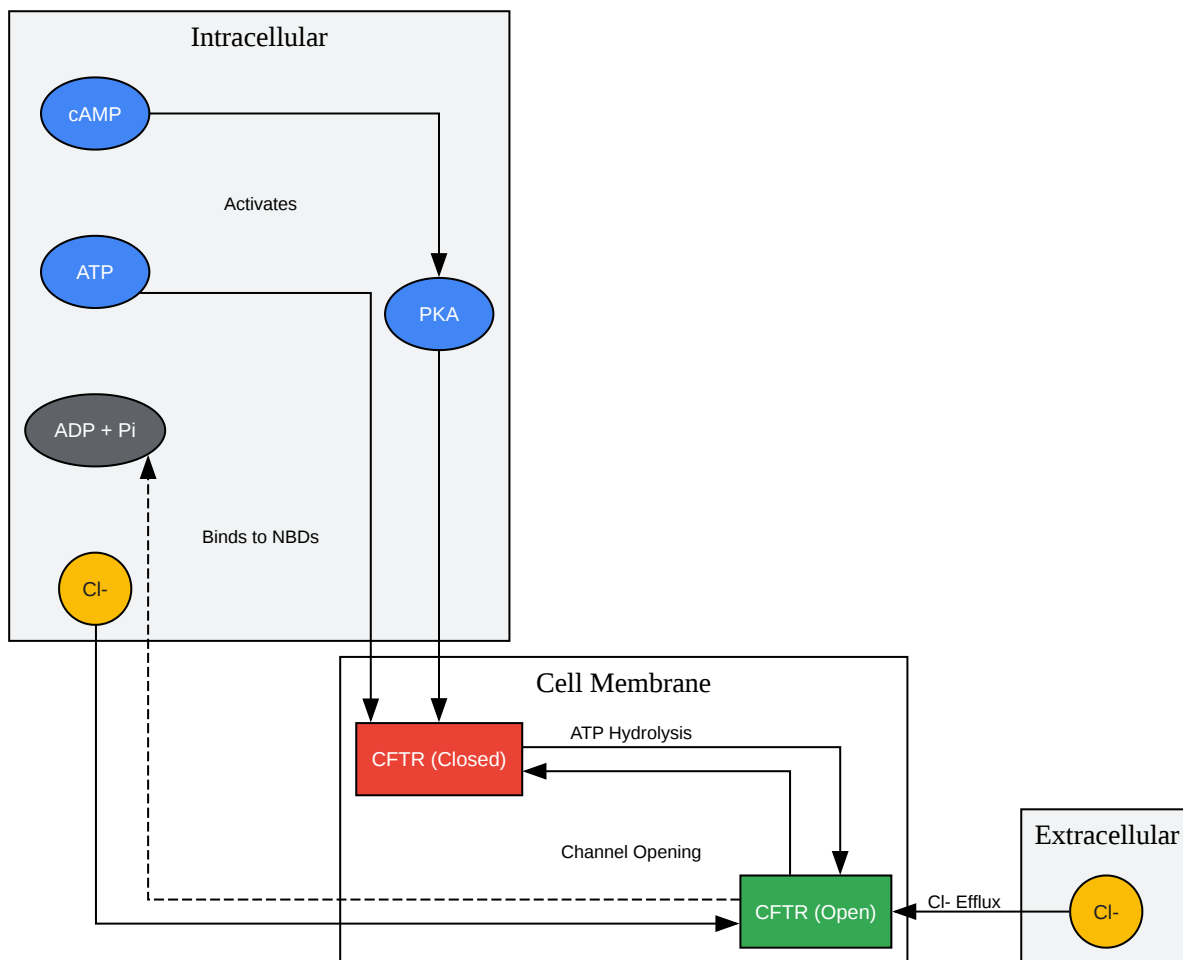 Intracellular
cAMP
Activates
ATP
PKA
ADP + Pi
Binds to NBDs
Cl-
Cell Membrane
ATP Hydrolysis
CFTR (Closed)
Channel Opening
Extracellular
Cl- Efflux
CFTR (Open)
Cl-